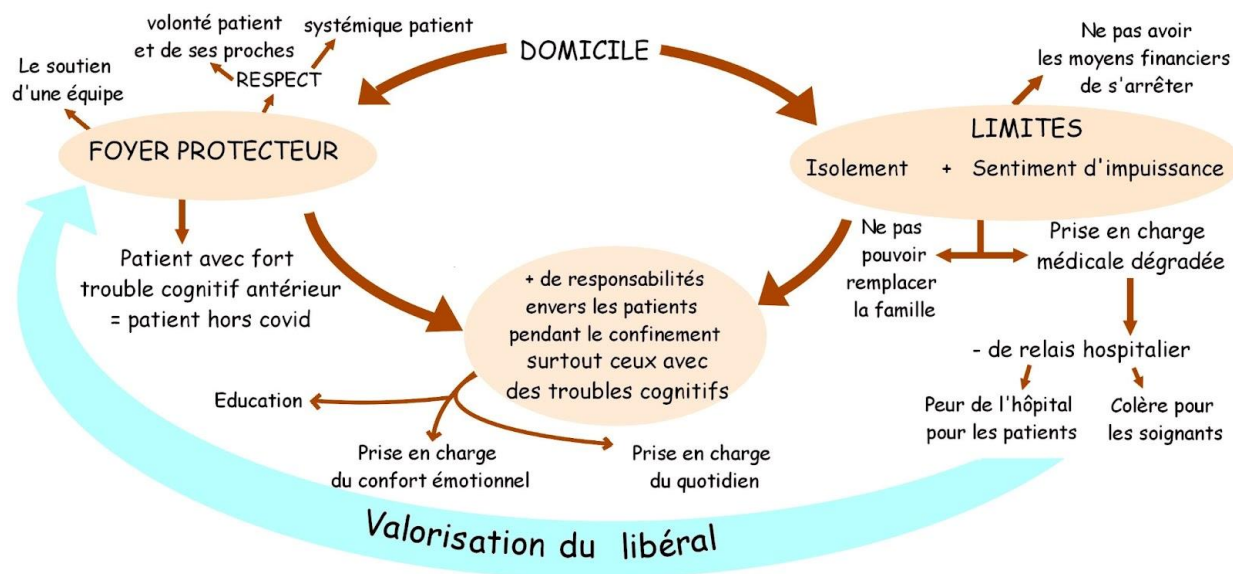 volonté patient
et de ses proches
systémique patient
RESPECT
Le soutien
d'une équipe
FOYER PROTECTEUR
DOMICILE
Ne pas avoir
les moyens financiers
de s'arrêter
LIMITES
Isolement + Sentiment d'impuissance
Patient avec fort
trouble cognitif antérieur
= patient hors covid
+ de responsabilités
envers les patients
pendant le confinement
surtout ceux avec
des troubles cognitifs
Ne pas
pouvoir
remplacer
la famille
Prise en charge
médicale dégradée
- de relais hospitalier
Peur de l'hôpital
pour les patients
Colère pour
les soignants
Education
Prise en charge
du confort émotionnel
Prise en charge
du quotidien
Valorisation du libéral